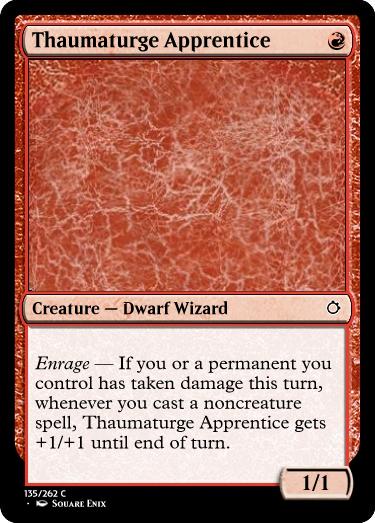 Thaumaturge Apprentice
Creature — Dwarf Wizard
Enrage — If you or a permanent you
control has taken damage this turn,
whenever you cast a noncreature
spell, Thaumaturge Apprentice gets
+1/+1 until end of turn.
1/1
135/262 C
· SQUARE ENIX